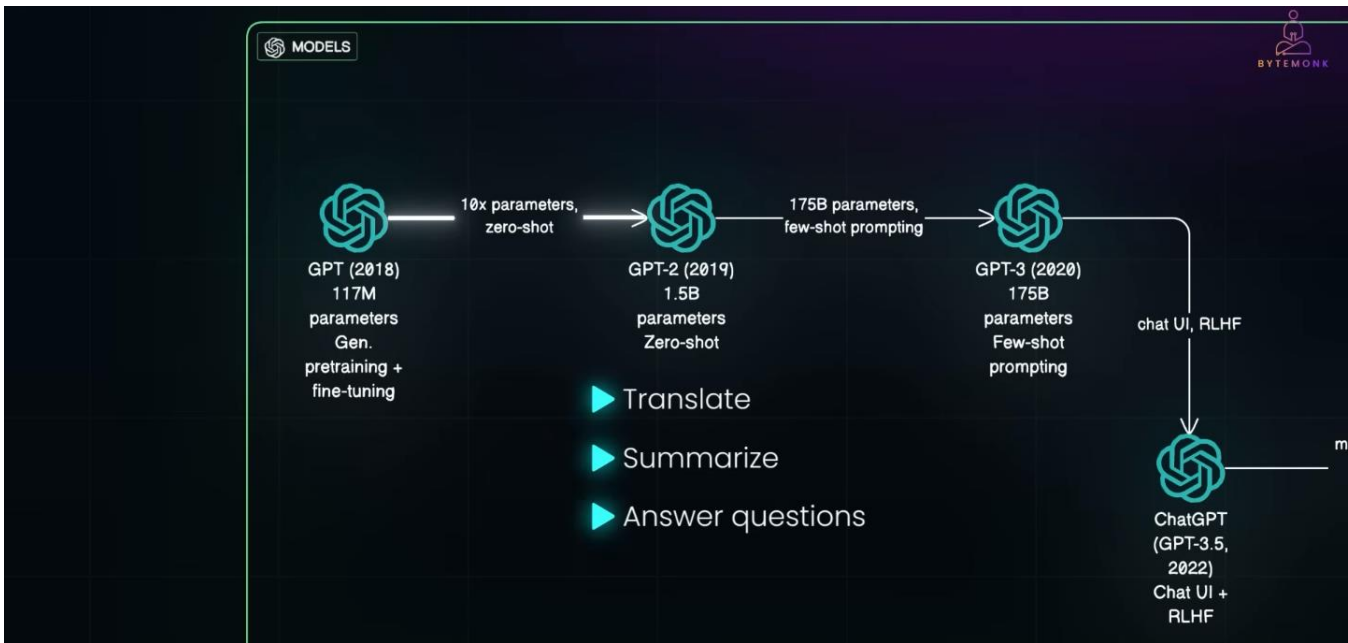 MODELS
BYTEMONK
10x parameters,
zero-shot
175B parameters,
few-shot prompting
GPT (2018)
117M
parameters
Gen.
pretraining +
fine-tuning
GPT-2 (2019)
1.5B
parameters
Zero-shot
GPT-3 (2020)
175B
parameters
Few-shot
prompting
chat UI, RLHF
Translate
Summarize
Answer questions
m
ChatGPT
(GPT-3.5,
2022)
Chat UI +
RLHF